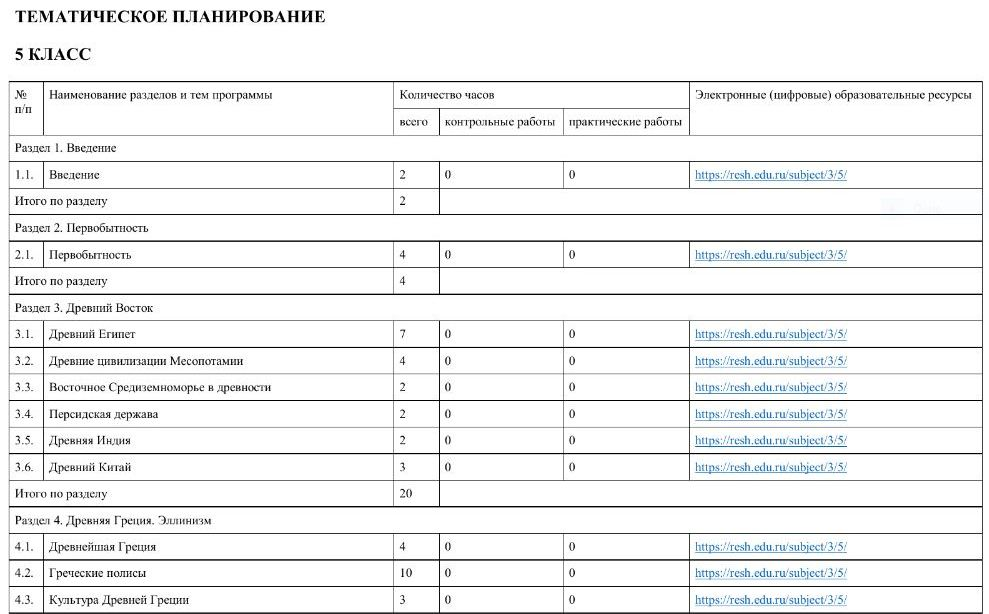 ТЕМАТИЧЕСКОЕ ПЛАНИРОВАНИЕ
5 КЛАСС
№ п/п Наименование разделов и тем программы Количество часов Электронные (цифровые) образовательные ресурсы
всего контрольные работы практические работы
Раздел 1. Введение
1.1. Введение 2 0 0 https://resh.edu.ru/subject/3/5/
Итого по разделу 2
Раздел 2. Первобытность
2.1. Первобытность 4 0 0 https://resh.edu.ru/subject/3/5/
Итого по разделу 4
Раздел 3. Древний Восток
3.1. Древний Египет 7 0 0 https://resh.edu.ru/subject/3/5/
3.2. Древние цивилизации Месопотамии 4 0 0 https://resh.edu.ru/subject/3/5/
3.3. Восточное Средиземноморье в древности 2 0 0 https://resh.edu.ru/subject/3/5/
3.4. Персидская держава 2 0 0 https://resh.edu.ru/subject/3/5/
3.5. Древняя Индия 2 0 0 https://resh.edu.ru/subject/3/5/
3.6. Древний Китай 3 0 0 https://resh.edu.ru/subject/3/5/
Итого по разделу 20
Раздел 4. Древняя Греция. Эллинизм
4.1. Древнейшая Греция 4 0 0 https://resh.edu.ru/subject/3/5/
4.2. Греческие полисы 10 0 0 https://resh.edu.ru/subject/3/5/
4.3. Культура Древней Греции 3 0 0 https://resh.edu.ru/subject/3/5/